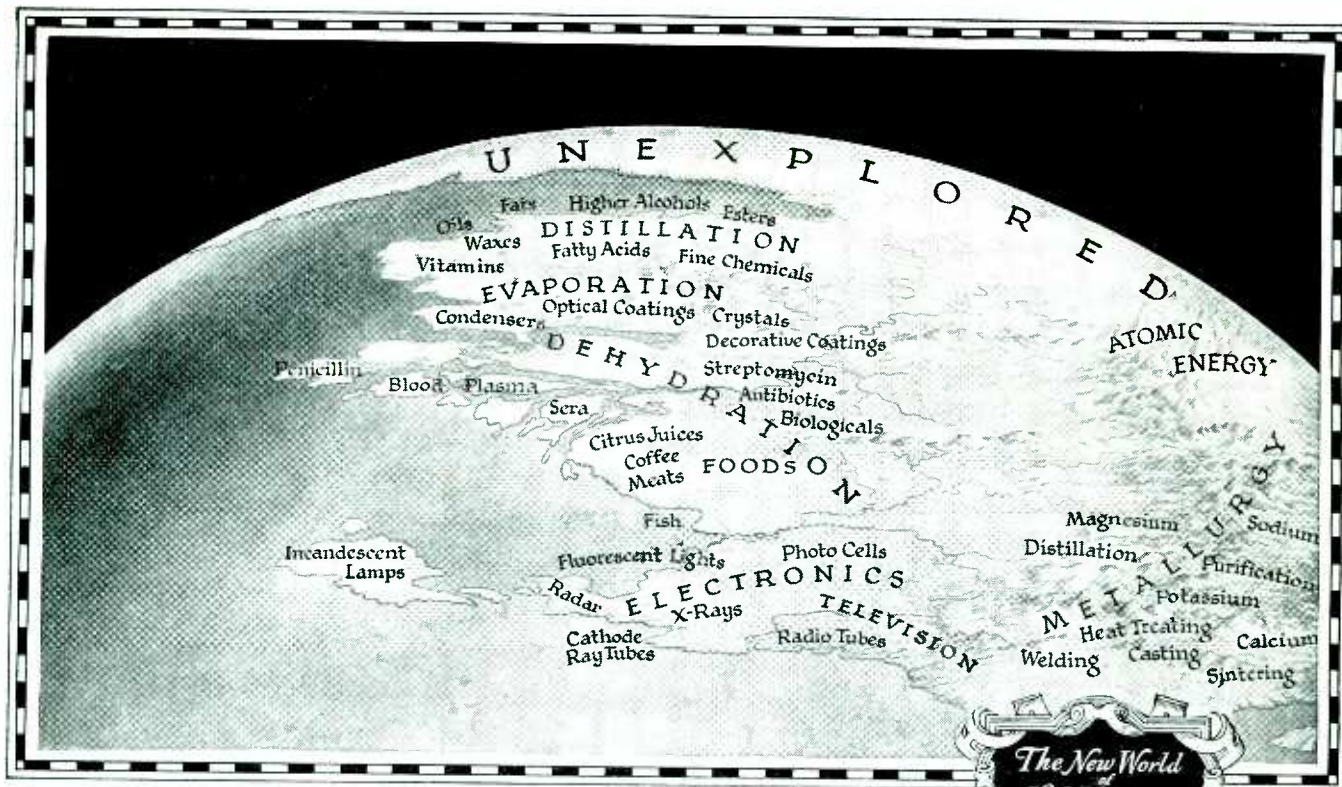 UNEXPLORED
Fats Higher Alcohols Esters
Oils
DISTILLATION
Waxes Fatty Acids Fine Chemicals
Vitamins
EVAPORATION
Optical Coatings Crystals
Condensers
Decorative Coatings
DEHYDRATION
ATOMIC
ENERGY
Penicillin Blood Plasma
Streptomycin
Antibiotics
Sera Biologicals
Citrus Juices
Coffee FOODS
Meats
Fish
Incandescent
Lamps
Fluorescent Lights Photo Cells
ELECTRONICS
Radar X-Rays TELEVISION
Cathode
Ray Tubes
Radio Tubes
Magnesium Sodium
Distillation Purification
METALLURGY
Potassium
Heat Treating Calcium
Welding Casting
Sintering
The New World
of